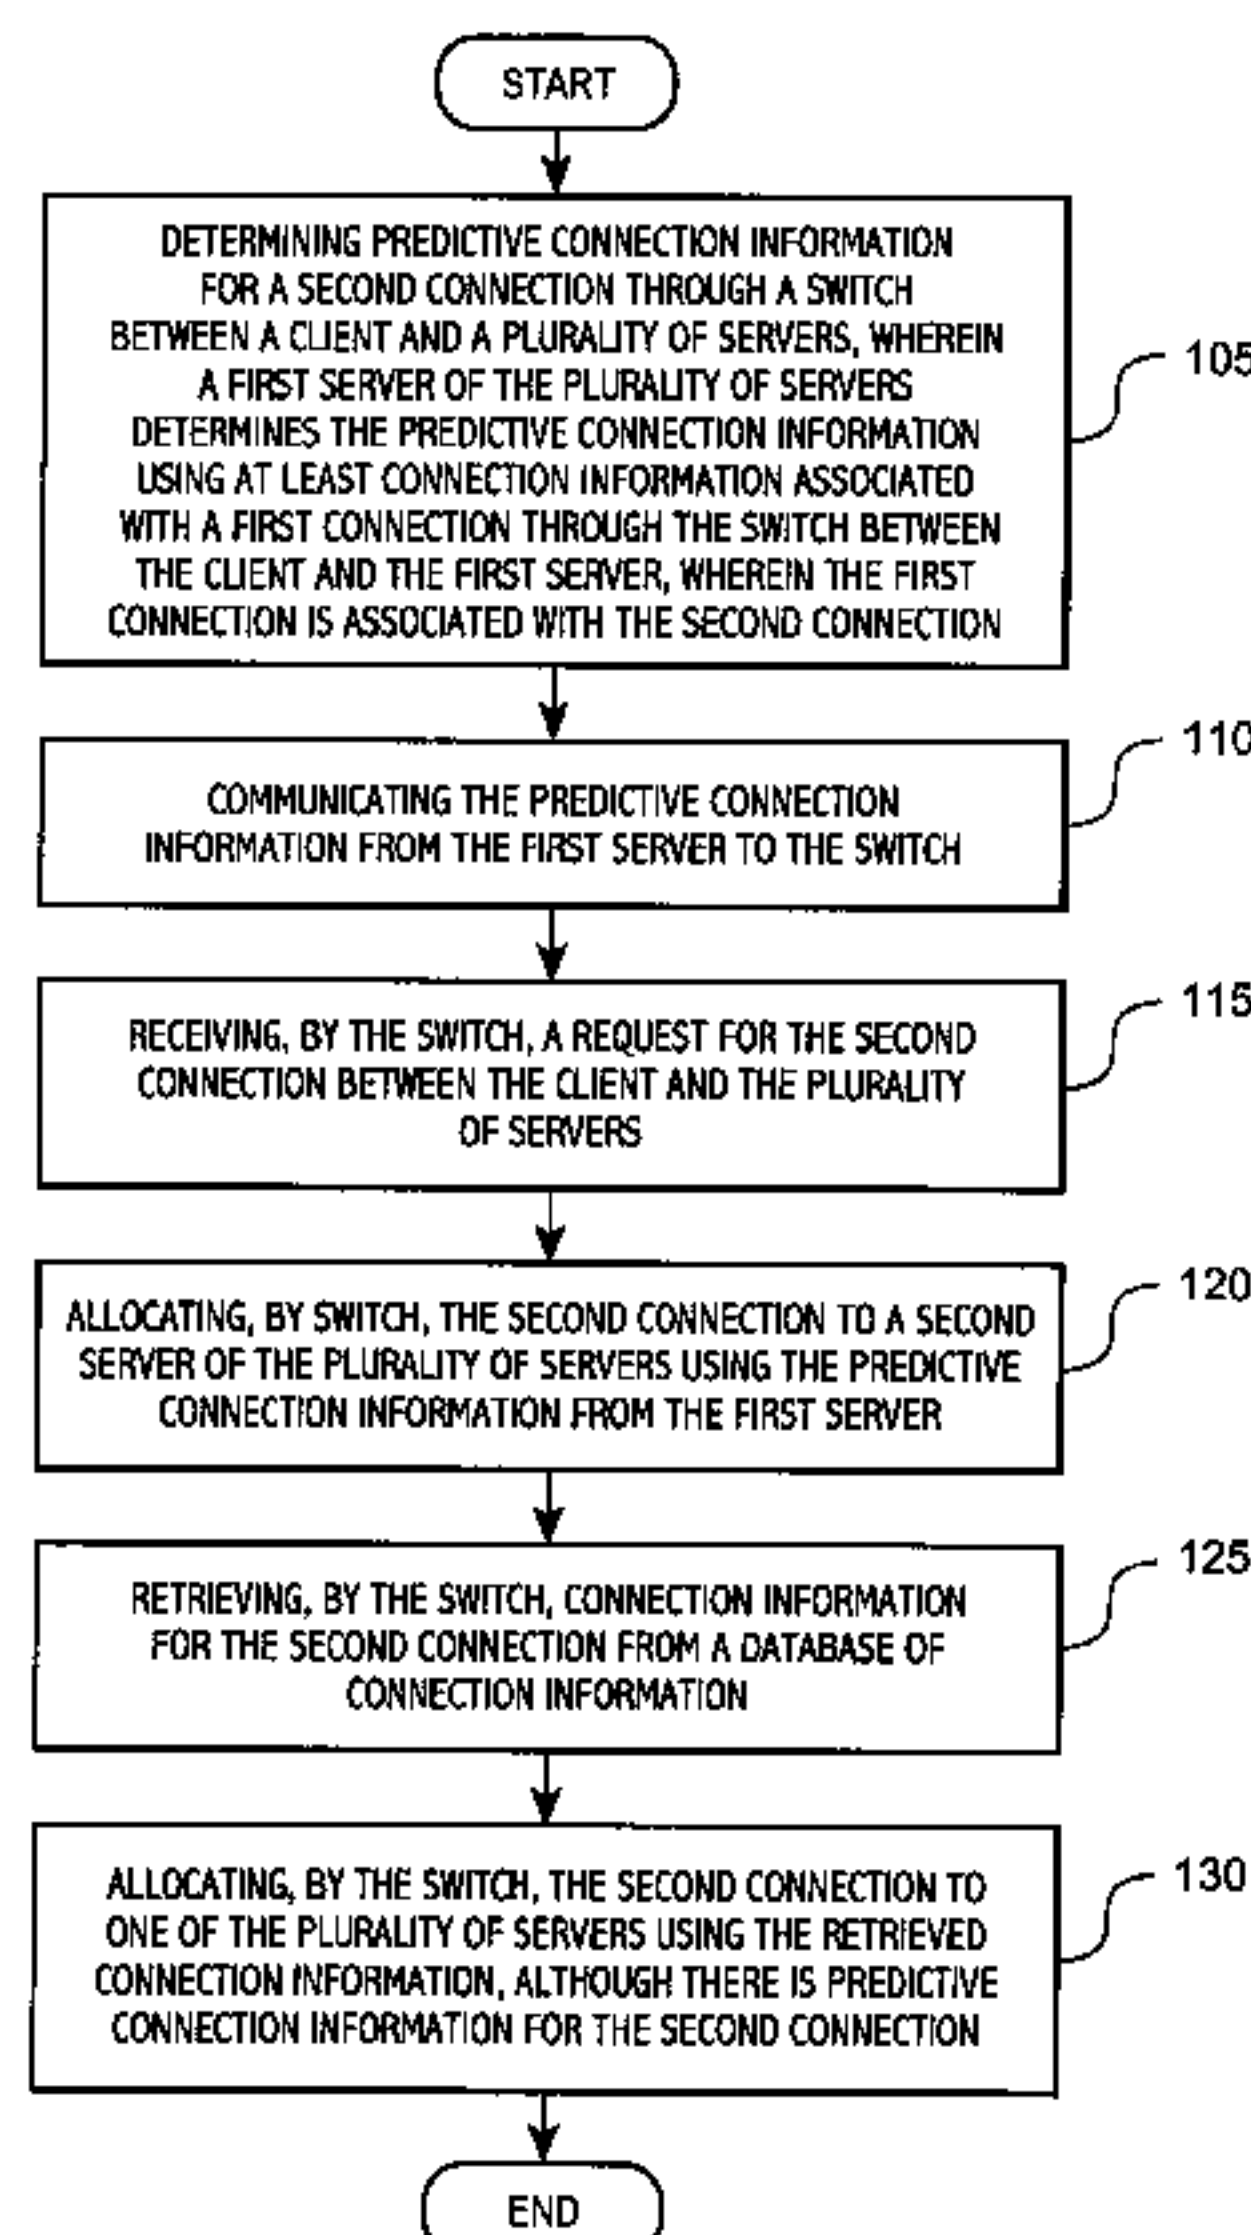 START
DETERMINING PREDICTIVE CONNECTION INFORMATION
FOR A SECOND CONNECTION THROUGH A SWITCH
BETWEEN A CLIENT AND A PLURALITY OF SERVERS, WHEREIN
A FIRST SERVER OF THE PLURALITY OF SERVERS
DETERMINES THE PREDICTIVE CONNECTION INFORMATION
USING AT LEAST CONNECTION INFORMATION ASSOCIATED
WITH A FIRST CONNECTION THROUGH THE SWITCH BETWEEN
THE CLIENT AND THE FIRST SERVER, WHEREIN THE FIRST
CONNECTION IS ASSOCIATED WITH THE SECOND CONNECTION
105
COMMUNICATING THE PREDICTIVE CONNECTION
INFORMATION FROM THE FIRST SERVER TO THE SWITCH
110
RECEIVING, BY THE SWITCH, A REQUEST FOR THE SECOND
CONNECTION BETWEEN THE CLIENT AND THE PLURALITY
OF SERVERS
115
ALLOCATING, BY SWITCH, THE SECOND CONNECTION TO A SECOND
SERVER OF THE PLURALITY OF SERVERS USING THE PREDICTIVE
CONNECTION INFORMATION FROM THE FIRST SERVER
120
RETRIEVING, BY THE SWITCH, CONNECTION INFORMATION
FOR THE SECOND CONNECTION FROM A DATABASE OF
CONNECTION INFORMATION
125
ALLOCATING, BY THE SWITCH, THE SECOND CONNECTION TO
ONE OF THE PLURALITY OF SERVERS USING THE RETRIEVED
CONNECTION INFORMATION, ALTHOUGH THERE IS PREDICTIVE
CONNECTION INFORMATION FOR THE SECOND CONNECTION
130
END